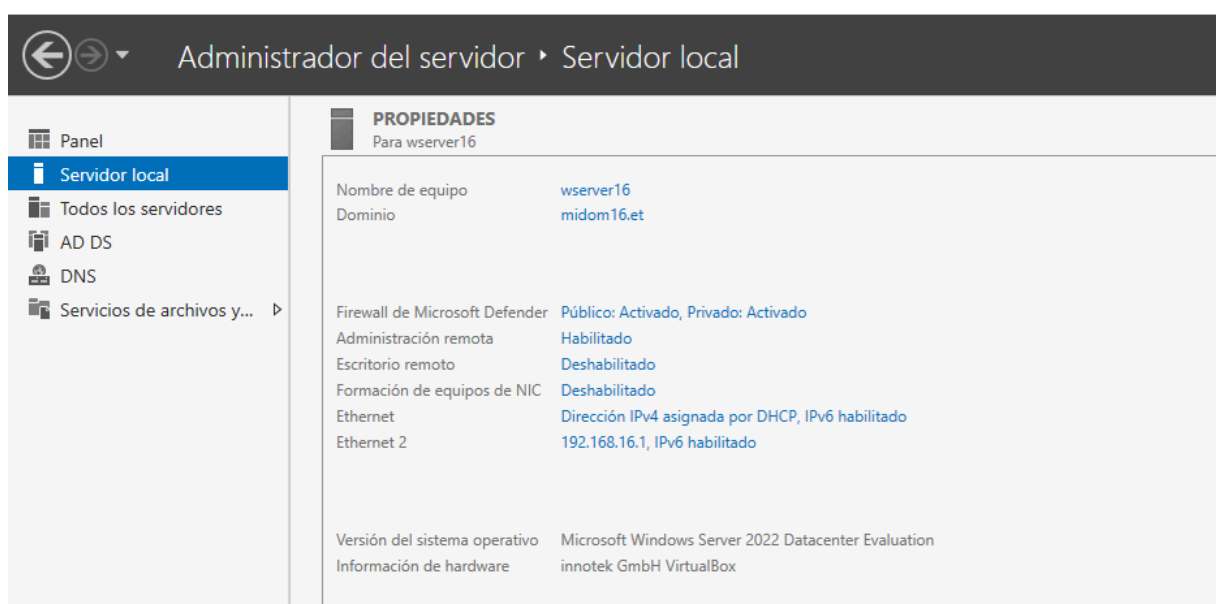 Administrador del servidor ‣ Servidor local
Panel
Servidor local
Todos los servidores
AD DS
DNS
Servicios de archivos y...
PROPIEDADES
Para wserver16
Nombre de equipo wserver16
Dominio midom16.et
Firewall de Microsoft Defender Público: Activado, Privado: Activado
Administración remota Habilitado
Escritorio remoto Deshabilitado
Formación de equipos de NIC Deshabilitado
Ethernet Dirección IPv4 asignada por DHCP, IPv6 habilitado
Ethernet 2 192.168.16.1, IPv6 habilitado
Versión del sistema operativo Microsoft Windows Server 2022 Datacenter Evaluation
Información de hardware innotek GmbH VirtualBox